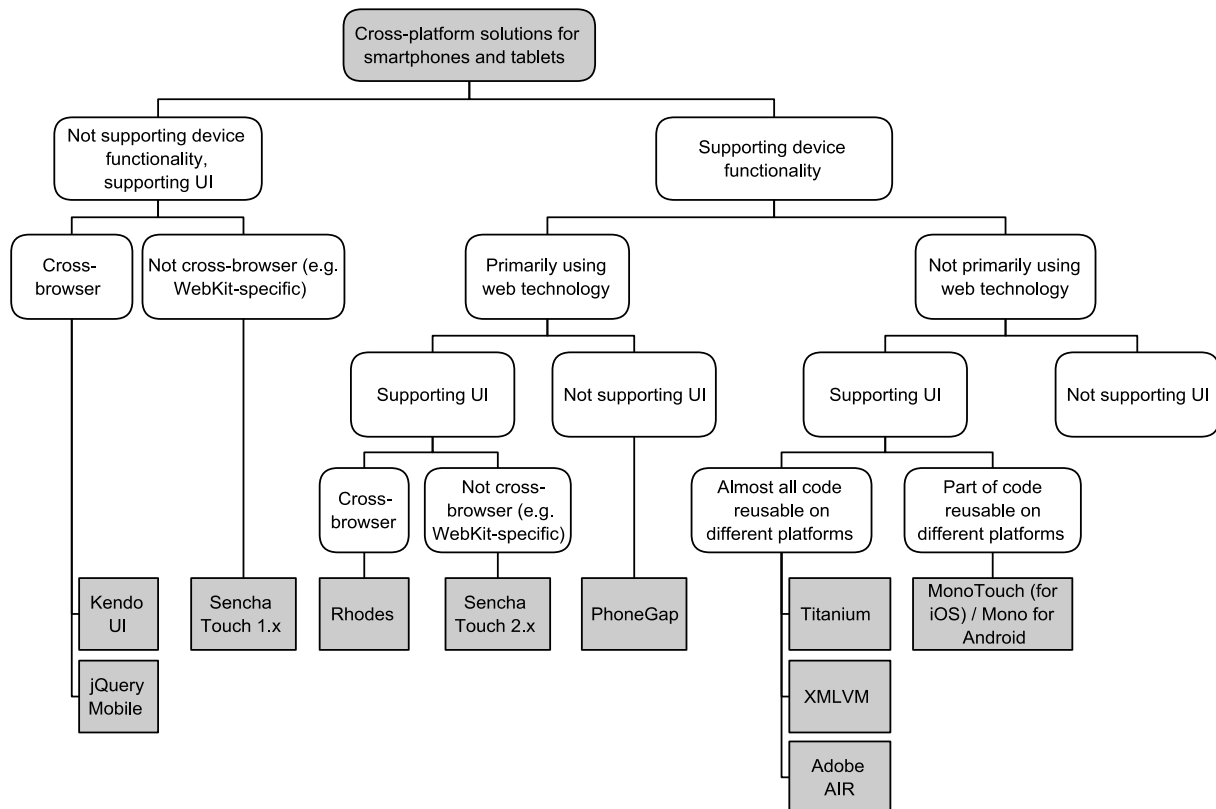 Cross-platform solutions for
smartphones and tablets
Not supporting device
functionality,
supporting UI
Supporting device
functionality
Cross-
browser
Not cross-browser (e.g.
WebKit-specific)
Primarily using
web technology
Not primarily using
web technology
Supporting UI
Not supporting UI
Supporting UI
Not supporting UI
Cross-
browser
Not cross-
browser (e.g.
WebKit-specific)
Almost all code
reusable on
different platforms
Part of code
reusable on
different platforms
Kendo
UI
Sencha
Touch 1.x
Rhodes
Sencha
Touch 2.x
PhoneGap
Titanium
MonoTouch (for
iOS) / Mono for
Android
jQuery
Mobile
XMLVM
Adobe
AIR